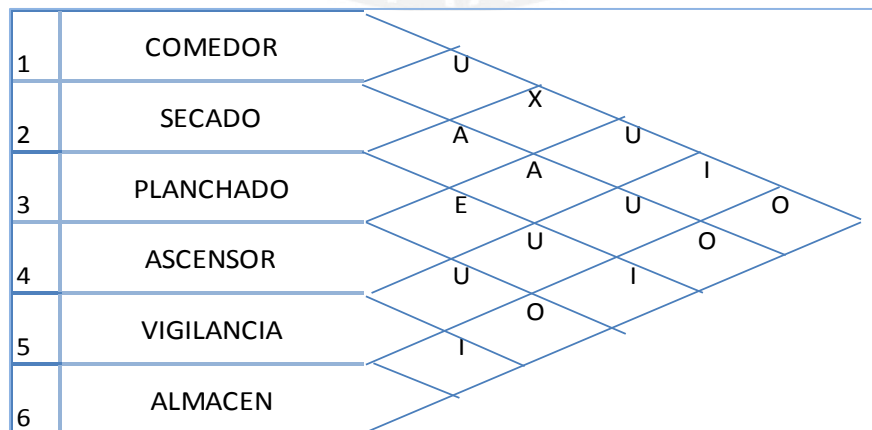 1 COMEDOR U
X
2 SECADO A U
A I
3 PLANCHADO E U O
U O
4 ASCENSOR U I
O
5 VIGILANCIA I
6 ALMACEN